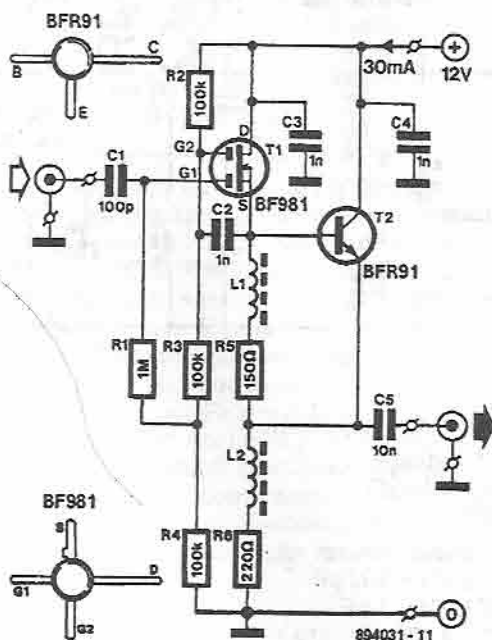 BFR91
B
C
E
R2
100k
30mA
+
12V
D
C3
1n
C4
1n
G2
T1
G1
C1
100p
S
BF981
C2
1n
T2
BFR91
L1
R1
1M
R3
100k
R5
150Ω
C5
10n
L2
BF981
S
D
G1
G2
R4
100k
R6
220Ω
0
894031-11